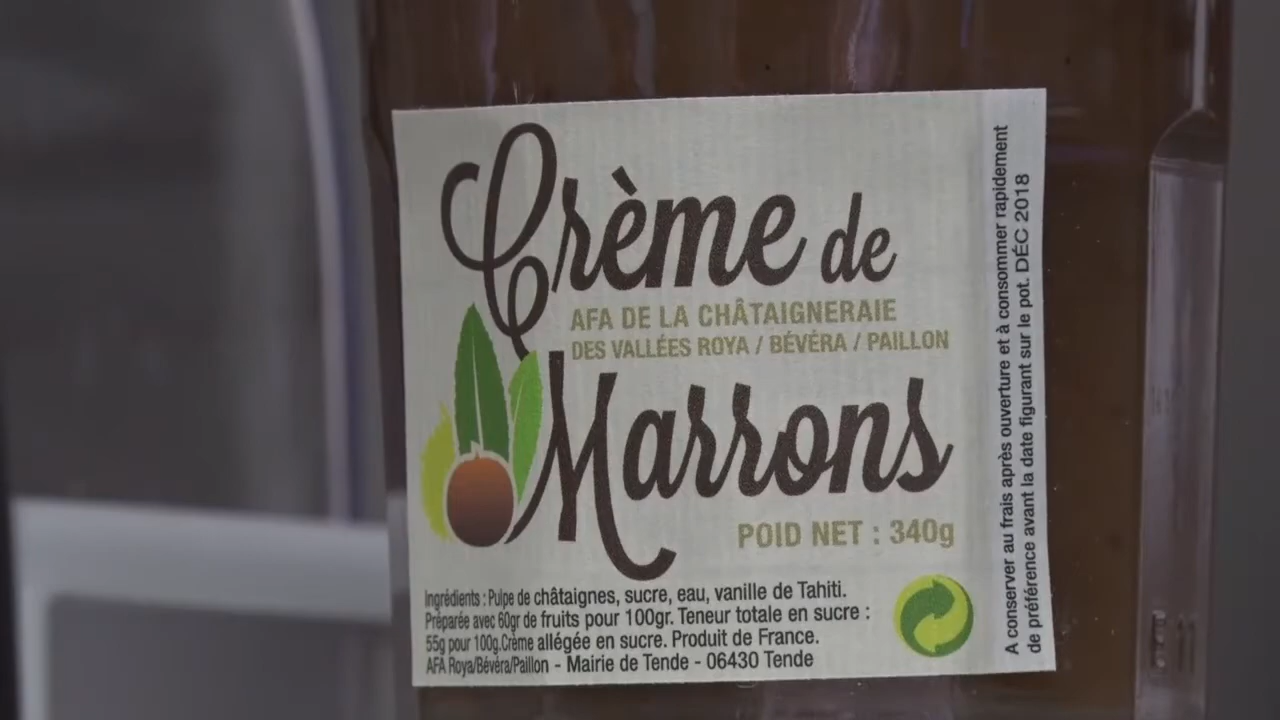 Crème de
AFA DE LA CHÂTAIGNERAIE
DES VALLÉES ROYA / BÉVÉRA / PAILLON
Marrons
POID NET : 340g
Ingrédients : Pulpe de châtaignes, sucre, eau, vanille de Tahiti.
Préparée avec 60gr de fruits pour 100gr. Teneur totale en sucre :
55g pour 100g.Crème allégée en sucre. Produit de France.
AFA Roya/Bévéra/Paillon - Mairie de Tende - 06430 Tende
A conserver au frais après ouverture et à consommer rapidement
de préférence avant la date figurant sur le pot. DÉC 2018